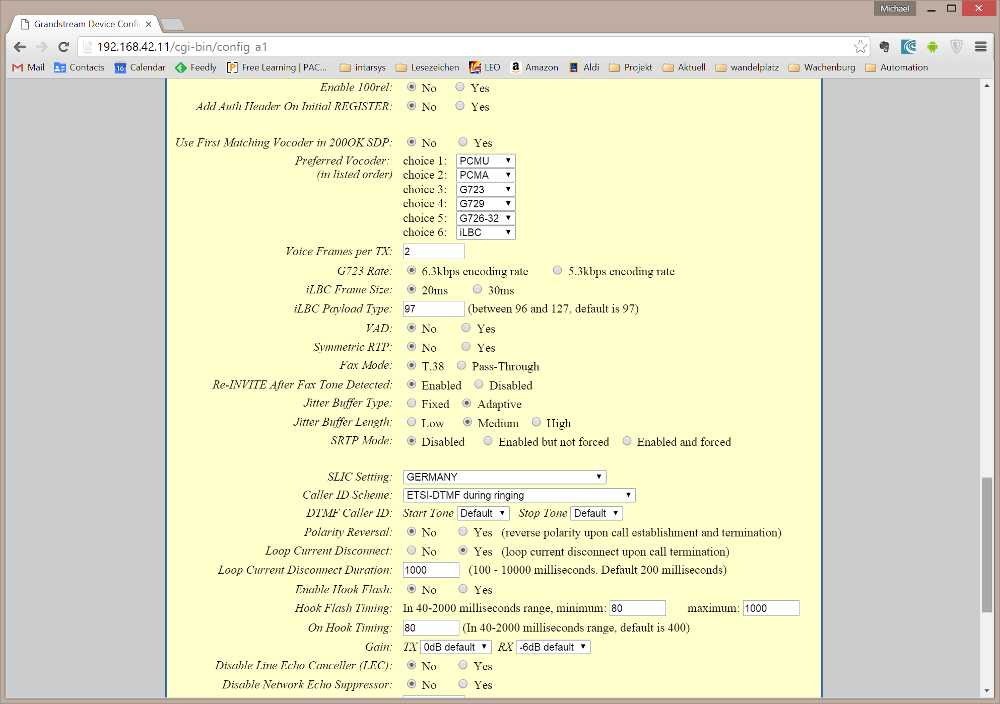 Michael
Grandstream Device Confi
192.168.42.11/cgi-bin/config_a1
Mail Contacts 16 Calendar Feedly Free Learning | PAC... intarsys Lesezeichen LEO a Amazon ALDI Aldi Projekt Aktuell wandelplatz Wachenburg Automation
Enable 100rel: No Yes
Add Auth Header On Initial REGISTER: No Yes
Use First Matching Vocoder in 200OK SDP: No Yes
Preferred Vocoder: choice 1: PCMU
(in listed order) choice 2: PCMA
choice 3: G723
choice 4: G729
choice 5: G726-32
choice 6: iLBC
Voice Frames per TX: 2
G723 Rate: 6.3kbps encoding rate 5.3kbps encoding rate
iLBC Frame Size: 20ms 30ms
iLBC Payload Type: 97 (between 96 and 127, default is 97)
VAD: No Yes
Symmetric RTP: No Yes
Fax Mode: T.38 Pass-Through
Re-INVITE After Fax Tone Detected: Enabled Disabled
Jitter Buffer Type: Fixed Adaptive
Jitter Buffer Length: Low Medium High
SRTP Mode: Disabled Enabled but not forced Enabled and forced
SLIC Setting: GERMANY
Caller ID Scheme: ETSI-DTMF during ringing
DTMF Caller ID: Start Tone Default Stop Tone Default
Polarity Reversal: No Yes (reverse polarity upon call establishment and termination)
Loop Current Disconnect: No Yes (loop current disconnect upon call termination)
Loop Current Disconnect Duration: 1000 (100 - 10000 milliseconds. Default 200 milliseconds)
Enable Hook Flash: No Yes
Hook Flash Timing: In 40-2000 milliseconds range, minimum: 80 maximum: 1000
On Hook Timing: 80 (In 40-2000 milliseconds range, default is 400)
Gain: TX 0dB default RX -6dB default
Disable Line Echo Canceller (LEC): No Yes
Disable Network Echo Suppressor: No Yes